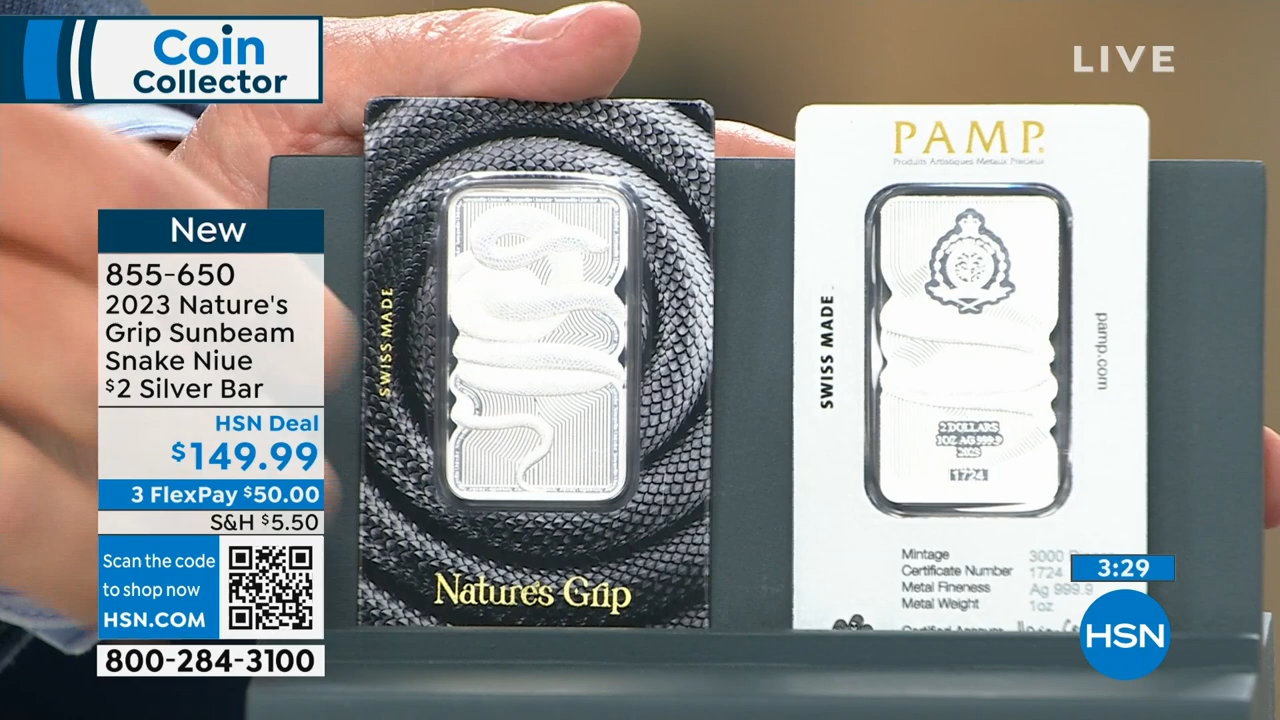 Coin
Collector
LIVE
New
855-650
2023 Nature's
Grip Sunbeam
Snake Niue
$2 Silver Bar
HSN Deal
$149.99
3 FlexPay $50.00
S&H $5.50
Scan the code
to shop now
HSN.COM
800-284-3100
SWISS MADE
Nature's Grip
PAMP.
Produits Artistiques Métaux Précieux
SWISS MADE
pamp.com
2 DOLLARS
1OZ AG 999.9
2023
1724
Mintage 3000
Certificate Number 1724
Metal Fineness Ag 999.9
Metal Weight 1oz
3:29
HSN